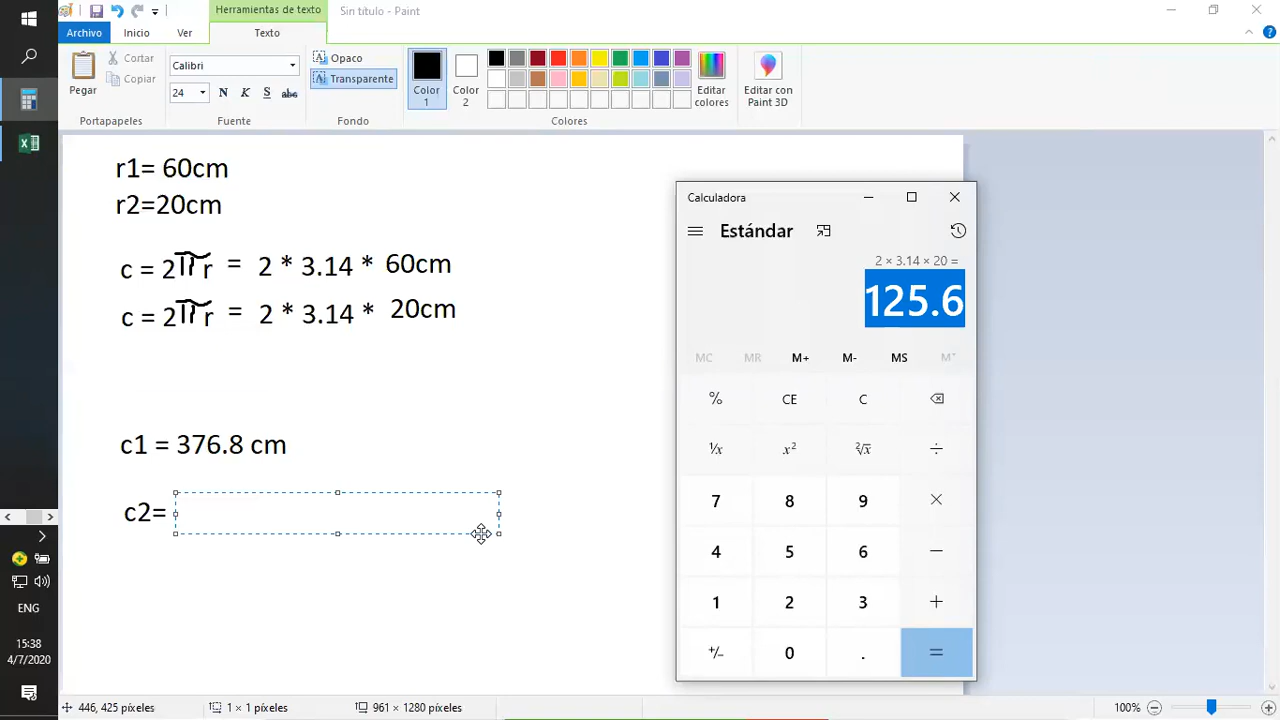 Herramientas de texto
Sin título - Paint
Archivo
Inicio
Ver
Texto
Pegar
Cortar
Copiar
Portapapeles
Calibri
24
N K S abc
Fuente
Opaco
Transparente
Fondo
Color 1
Color 2
Colores
Editar colores
Editar con Paint 3D
r1= 60cm
r2=20cm
c = 2π r = 2 * 3.14 * 60cm
c = 2π r = 2 * 3.14 * 20cm
c1 = 376.8 cm
c2=
Calculadora
Estándar
2 × 3.14 × 20 =
125.6
MC MR M+ M- MS M˅
% CE C
¹/x x² ²√x ÷
7 8 9 ×
4 5 6 −
1 2 3 +
+/− 0 . =
ENG
15:38
4/7/2020
446, 425 píxeles
1 × 1 píxeles
961 × 1280 píxeles
100%